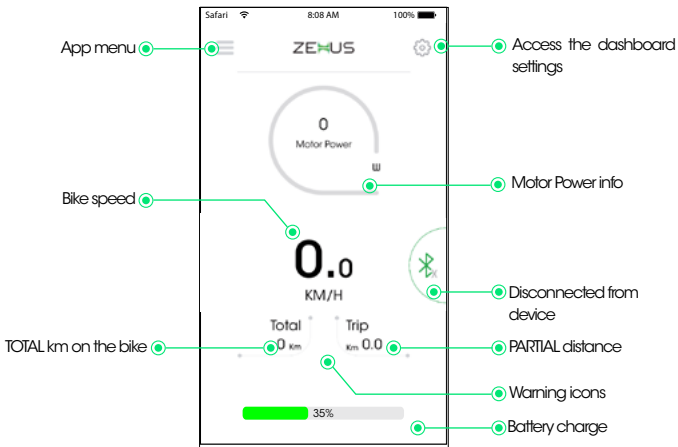 Safari 8:08 AM 100%
App menu
ZEHUS
Access the dashboard
settings
0
Motor Power
W
Motor Power info
Bike speed
0.0
KM/H
Disconnected from
device
Total Trip
0 Km Km 0.0
TOTAL km on the bike
PARTIAL distance
Warning icons
35%
Battery charge